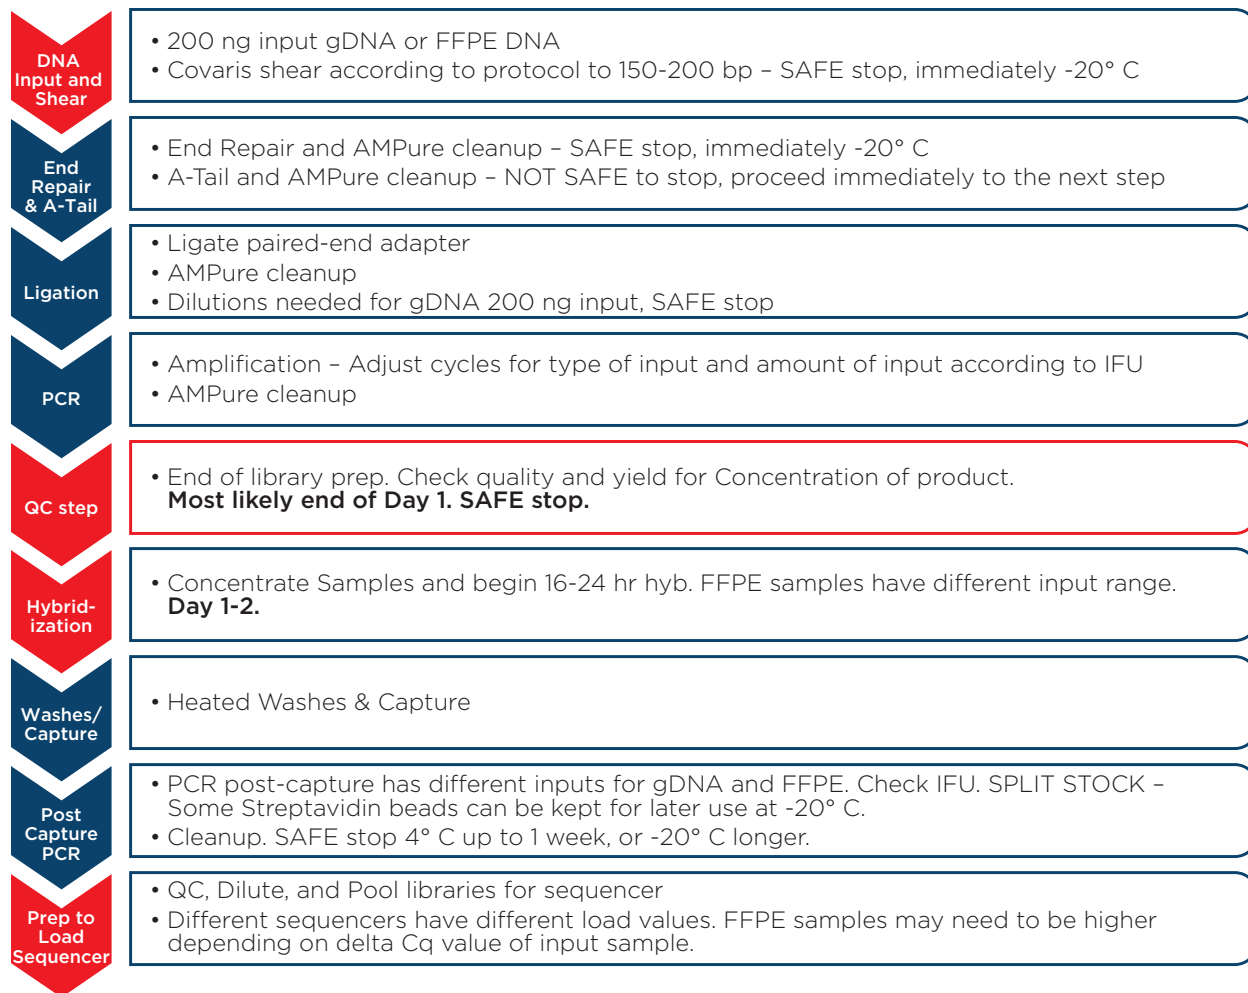 DNA
Input and
Shear
• 200 ng input gDNA or FFPE DNA
• Covaris shear according to protocol to 150-200 bp – SAFE stop, immediately -20° C
End
Repair
& A-Tail
• End Repair and AMPure cleanup – SAFE stop, immediately -20° C
• A-Tail and AMPure cleanup – NOT SAFE to stop, proceed immediately to the next step
Ligation
• Ligate paired-end adapter
• AMPure cleanup
• Dilutions needed for gDNA 200 ng input, SAFE stop
PCR
• Amplification – Adjust cycles for type of input and amount of input according to IFU
• AMPure cleanup
QC step
• End of library prep. Check quality and yield for Concentration of product.
Most likely end of Day 1. SAFE stop.
Hybrid-
ization
• Concentrate Samples and begin 16-24 hr hyb. FFPE samples have different input range.
Day 1-2.
Washes/
Capture
• Heated Washes & Capture
Post
Capture
PCR
• PCR post-capture has different inputs for gDNA and FFPE. Check IFU. SPLIT STOCK –
Some Streptavidin beads can be kept for later use at -20° C.
• Cleanup. SAFE stop 4° C up to 1 week, or -20° C longer.
Prep to
Load
Sequencer
• QC, Dilute, and Pool libraries for sequencer
• Different sequencers have different load values. FFPE samples may need to be higher
depending on delta Cq value of input sample.